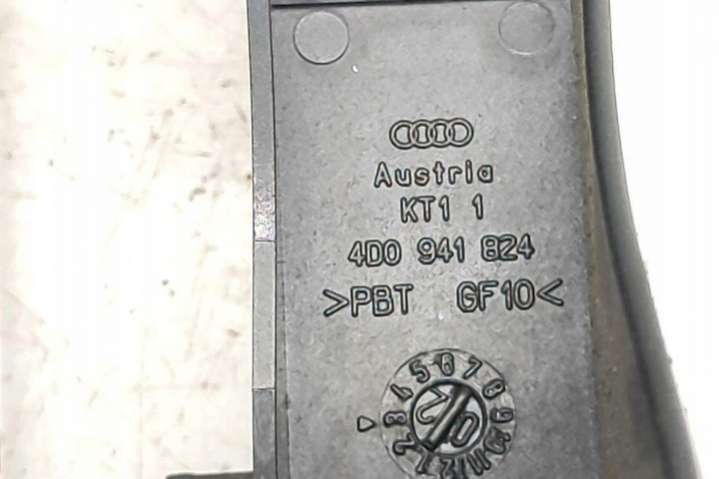 Austria
KT1 1
4D0 941 824
>PBT GF10<